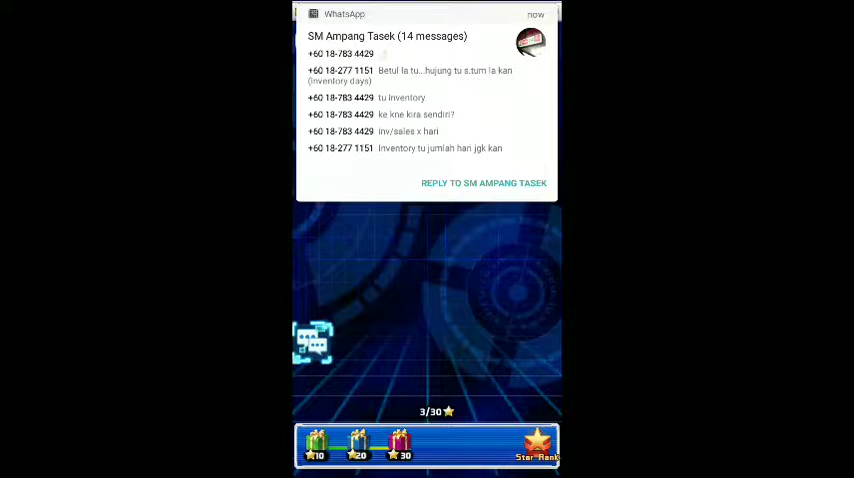 WhatsApp now
SM Ampang Tasek (14 messages)
+60 18-783 4429
+60 18-277 1151 Betul la tu...hujung tu s.tum la kan
(Inventory days)
+60 18-783 4429 tu inventory
+60 18-783 4429 ke kne kira sendiri?
+60 18-783 4429 inv/sales x hari
+60 18-277 1151 Inventory tu jumlah hari jgk kan
REPLY TO SM AMPANG TASEK
3/30
10 20 30
Star Rank